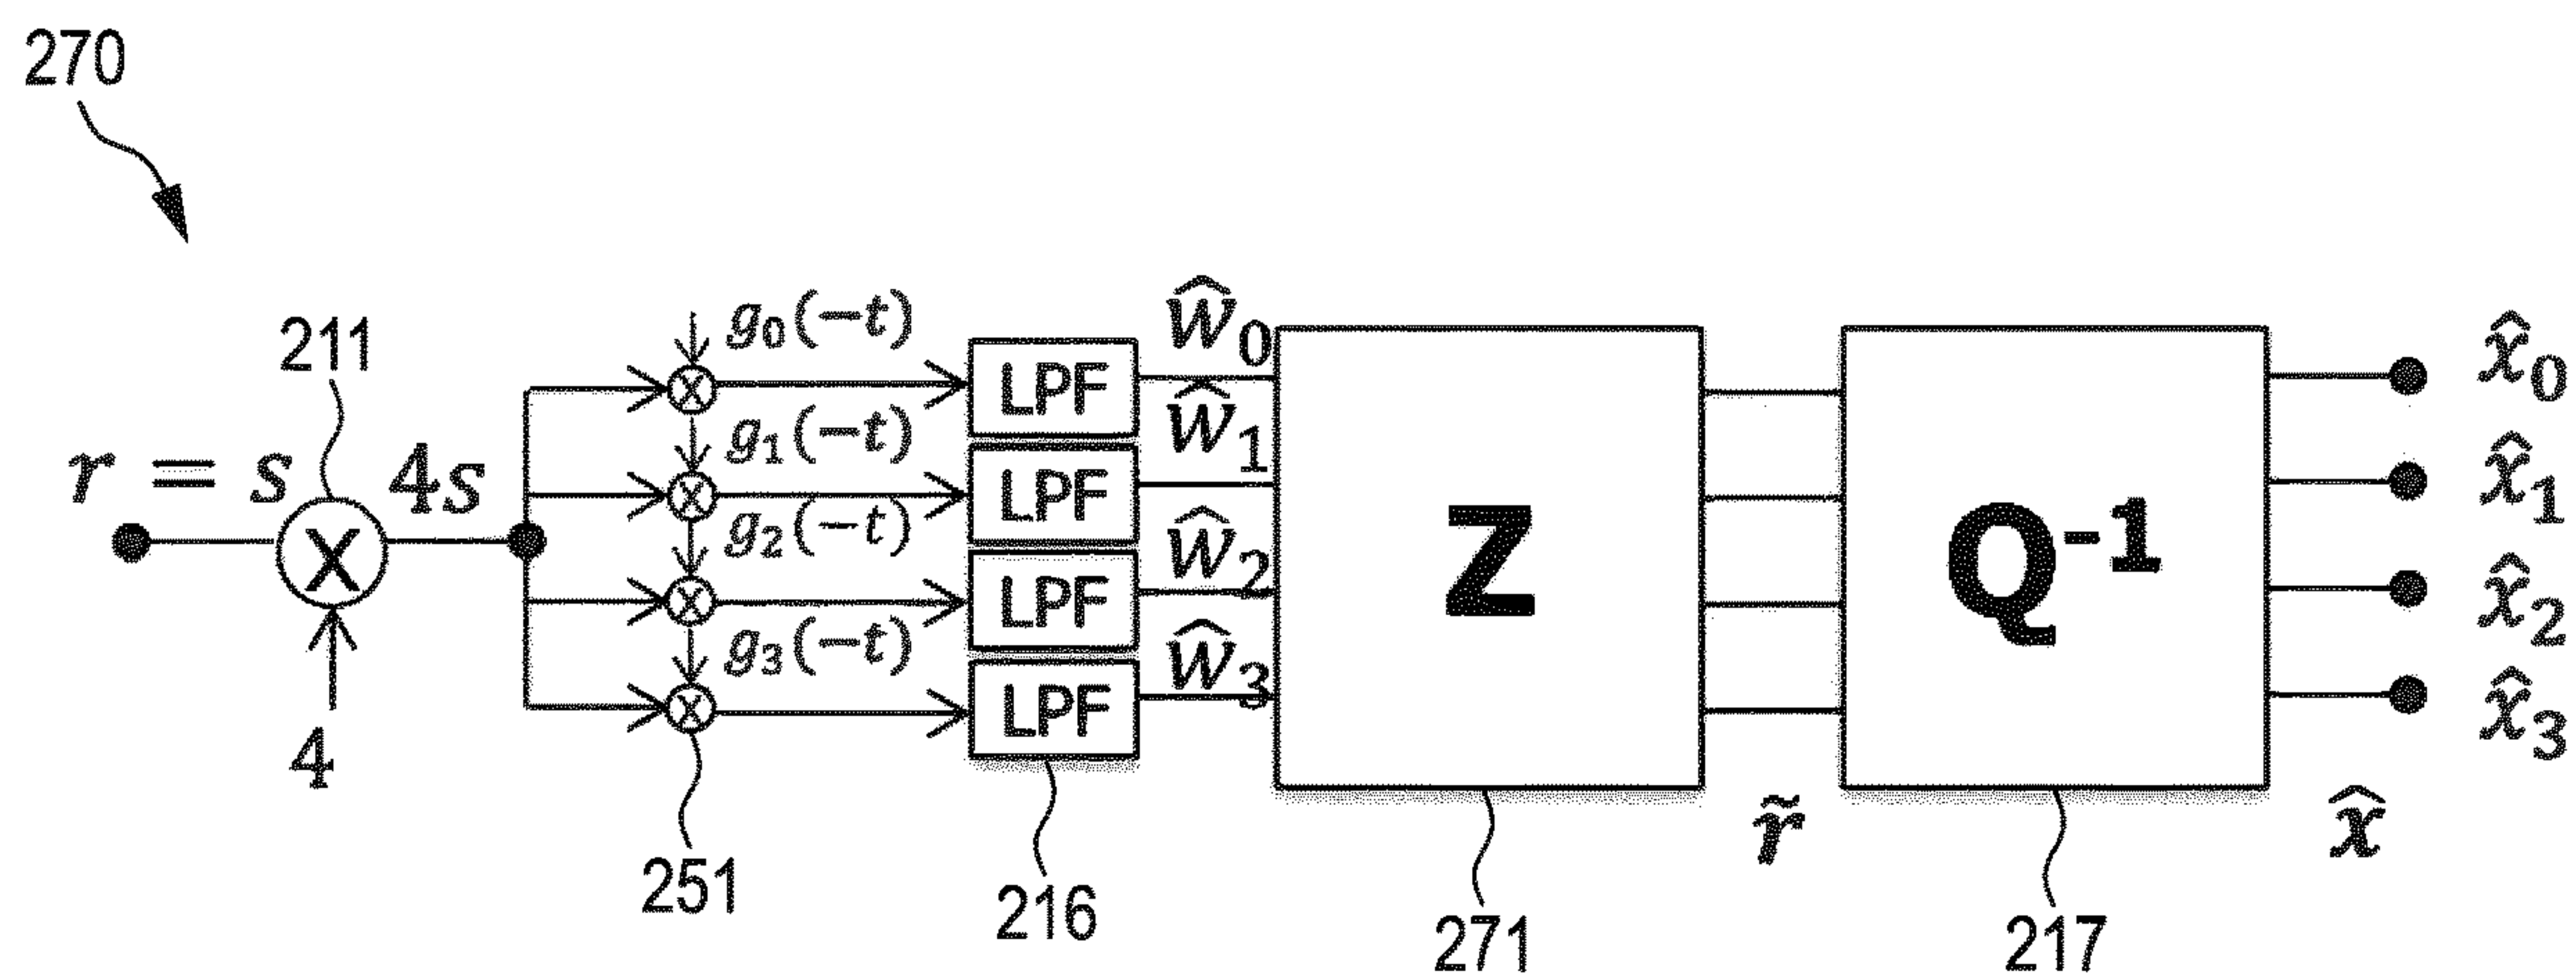 270
211
r = s
4s
4
g₀(−t)
g₁(−t)
g₂(−t)
g₃(−t)
X
X
X
X
X
251
LPF
LPF
LPF
LPF
216
ŵ₀
ŵ₁
ŵ₂
ŵ₃
Z
271
r̃
Q⁻¹
217
x̂₀
x̂₁
x̂₂
x̂₃
x̂